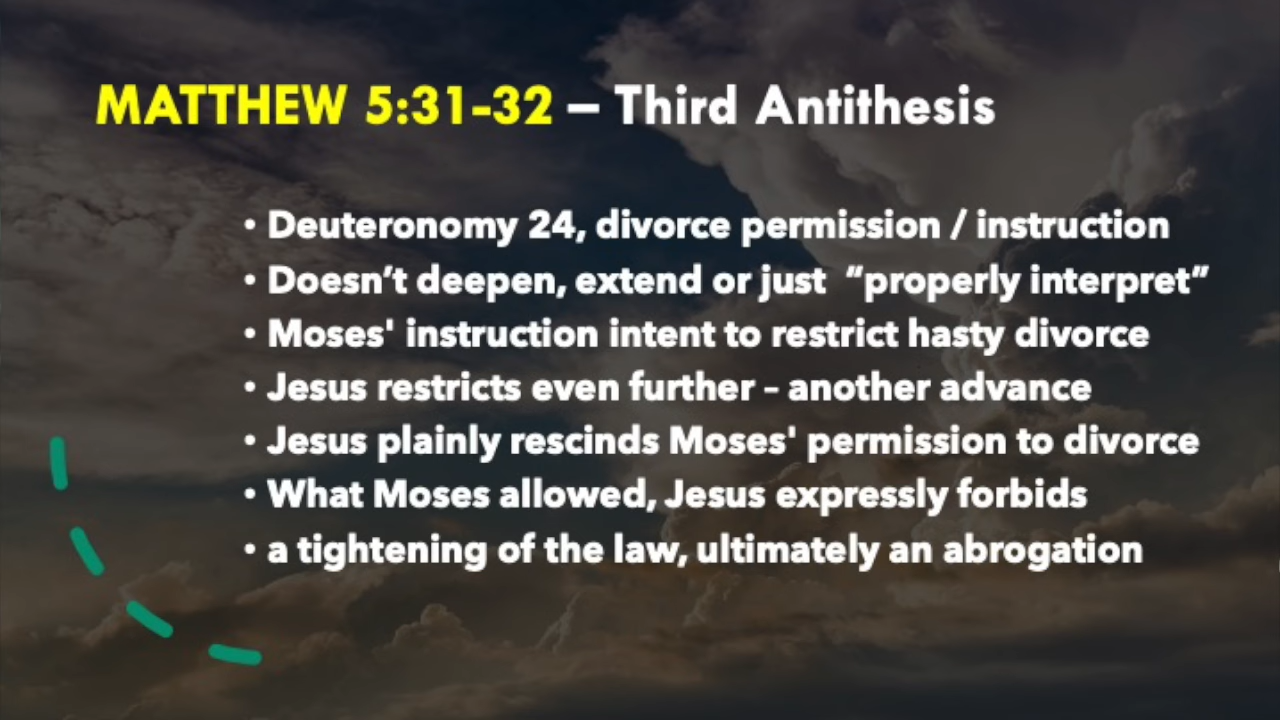 MATTHEW 5:31-32 – Third Antithesis
• Deuteronomy 24, divorce permission / instruction
• Doesn’t deepen, extend or just “properly interpret”
• Moses' instruction intent to restrict hasty divorce
• Jesus restricts even further – another advance
• Jesus plainly rescinds Moses' permission to divorce
• What Moses allowed, Jesus expressly forbids
• a tightening of the law, ultimately an abrogation